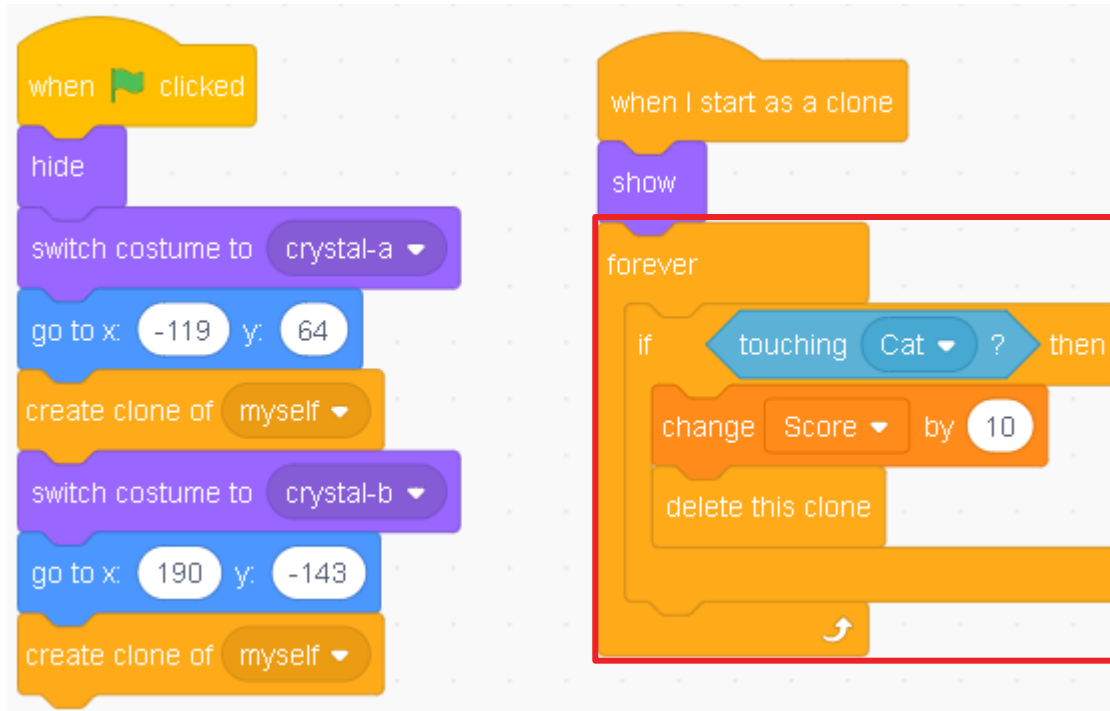 when clicked
hide
switch costume to crystal-a
go to x: -119 y: 64
create clone of myself
switch costume to crystal-b
go to x: 190 y: -143
create clone of myself
when I start as a clone
show
forever
if touching Cat ? then
change Score by 10
delete this clone